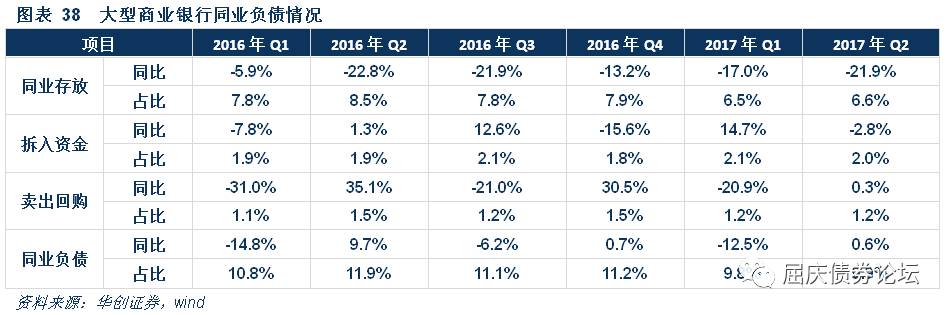 图表 38 大型商业银行同业负债情况
项目 2016 年 Q1 2016 年 Q2 2016 年 Q3 2016 年 Q4 2017 年 Q1 2017 年 Q2
同业存放 同比 -5.9% -22.8% -21.9% -13.2% -17.0% -21.9%
占比 7.8% 8.5% 7.8% 7.9% 6.5% 6.6%
拆入资金 同比 -7.8% 1.3% 12.6% -15.6% 14.7% -2.8%
占比 1.9% 1.9% 2.1% 1.8% 2.1% 2.0%
卖出回购 同比 -31.0% 35.1% -21.0% 30.5% -20.9% 0.3%
占比 1.1% 1.5% 1.2% 1.5% 1.2% 1.2%
同业负债 同比 -14.8% 9.7% -6.2% 0.7% -12.5% 0.6%
占比 10.8% 11.9% 11.1% 11.2%
屈庆债券论坛
资料来源：华创证券，wind